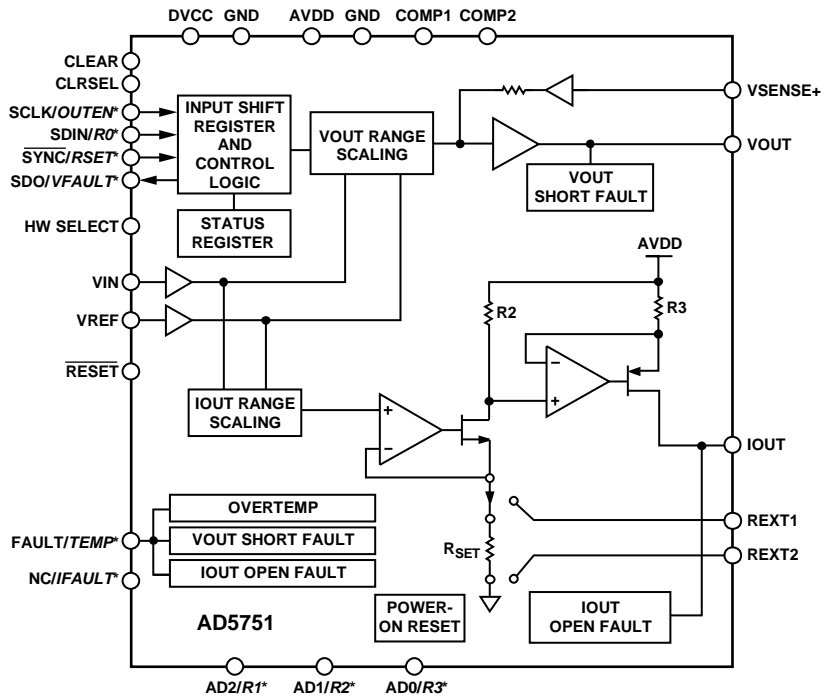 DVCC GND AVDD GND COMP1 COMP2
CLEAR
CLRSEL
SCLK/OUTEN*
SDIN/R0*
SYNC/RSET*
SDO/VFAULT*
HW SELECT
VIN
VREF
RESET
FAULT/TEMP*
NC/IFAULT*
INPUT SHIFT
REGISTER
AND
CONTROL
LOGIC
STATUS
REGISTER
VOUT RANGE
SCALING
VSENSE+
VOUT
VOUT
SHORT FAULT
AVDD
R2
R3
IOUT RANGE
SCALING
+
−
−
+
IOUT
REXT1
REXT2
RSET
OVERTEMP
VOUT SHORT FAULT
IOUT OPEN FAULT
POWER-
ON RESET
IOUT
OPEN FAULT
AD5751
AD2/R1* AD1/R2* AD0/R3*